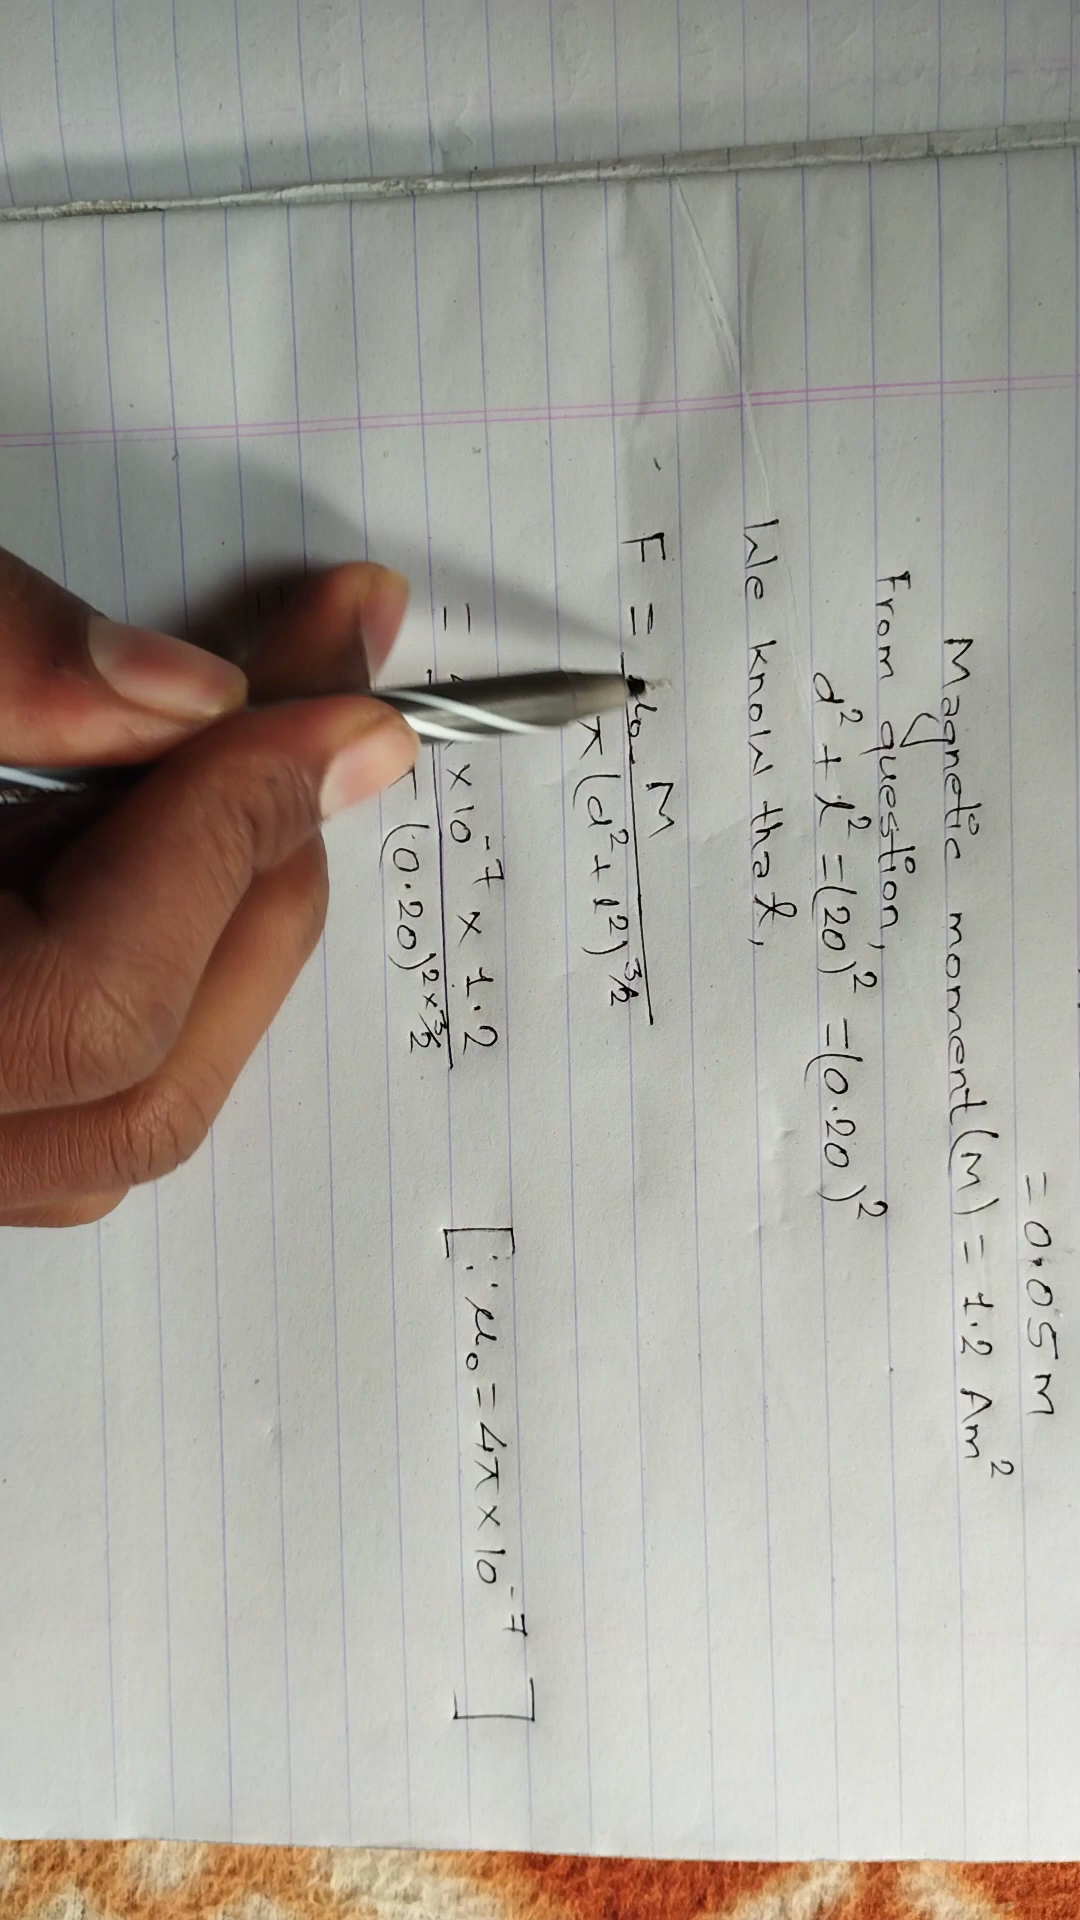 = 0.05 m
Magnetic moment (M) = 1.2 Am²
From question,
d² + l² = (20)² = (0.20)²
We know that,
F = μ₀ M
π (d² + l²)^3/2
= × 10⁻⁷ × 1.2 [∵ μ₀ = 4π × 10⁻⁷]
(0.20)^2×3/2
=